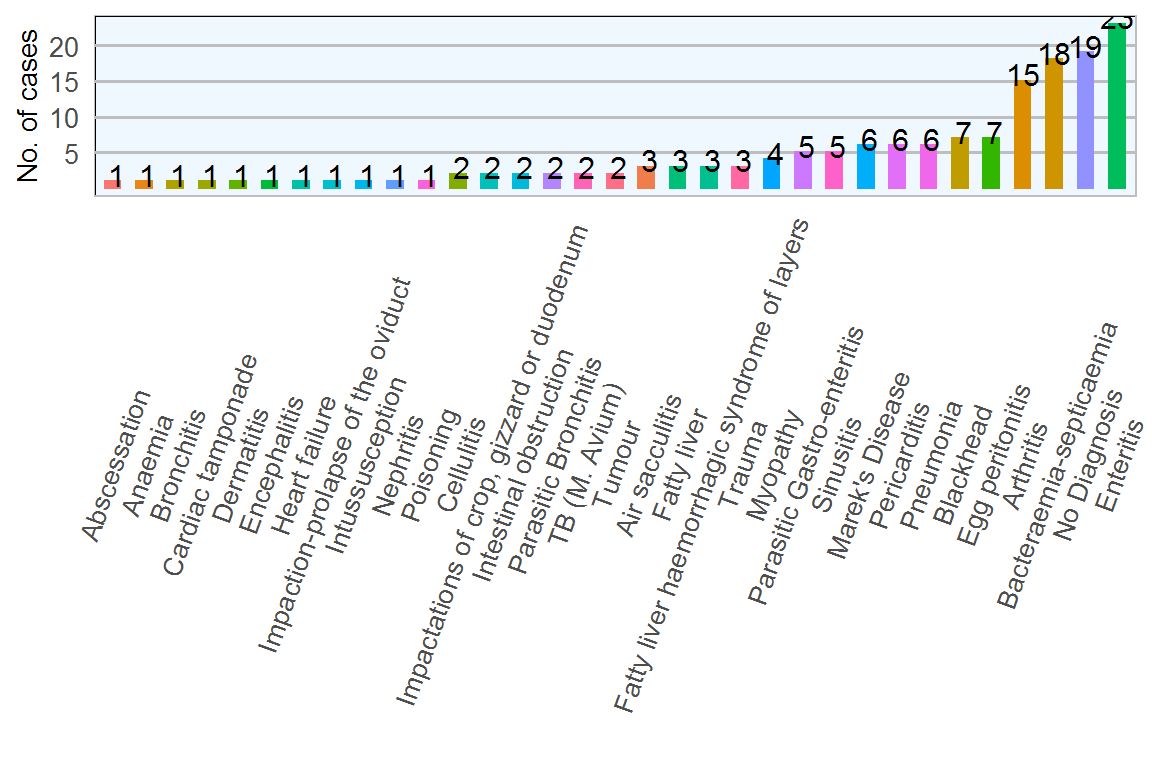 No. of cases
20
15
10
5
1 1 1 1 1 1 1 1 1 1 1 2 2 2 2 2 2 3 3 3 3 4 5 5 6 6 6 7 7 15 18 19 23
Abscessation
Anaemia
Bronchitis
Cardiac tamponade
Dermatitis
Encephalitis
Heart failure
Impaction-prolapse of the oviduct
Intussusception
Nephritis
Poisoning
Cellulitis
Impactations of crop, gizzard or duodenum
Intestinal obstruction
Parasitic Bronchitis
TB (M. Avium)
Tumour
Air sacculitis
Fatty liver
Fatty liver haemorrhagic syndrome of layers
Trauma
Myopathy
Parasitic Gastro-enteritis
Sinusitis
Marek's Disease
Pericarditis
Pneumonia
Blackhead
Egg peritonitis
Arthritis
Bacteraemia-septicaemia
No Diagnosis
Enteritis